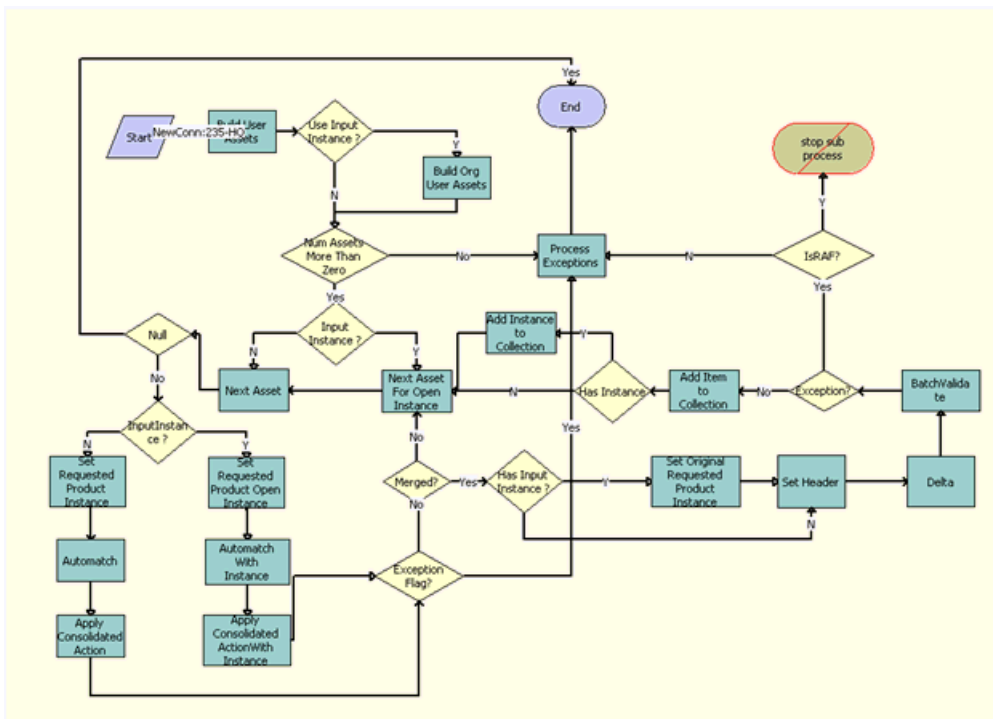 Yes
End
Start
NewConn:235-HQ
Build User
Assets
Use Input
Instance ?
Y
Build Org
User Assets
N
stop sub
process
Y
Num Assets
More Than
Zero
No
Process
Exceptions
N
IsRAF?
Yes
Yes
Input
Instance ?
Null
N
Y
Add Instance
to
Collection
Y
No
Next Asset
Next Asset
For Open
Instance
N
Has Instance
Add Item
to
Collection
No
Exception?
BatchValida
te
InputInstan
ce ?
N
Y
No
Yes
Set
Requested
Product
Instance
Set
Requested
Product Open
Instance
Merged?
Yes
Has Input
Instance ?
Y
Set Original
Requested
Product
Instance
Set Header
Delta
No
N
Automatch
Automatch
With
Instance
Exception
Flag?
Apply
Consolidated
Action
Apply
Consolidated
ActionWith
Instance